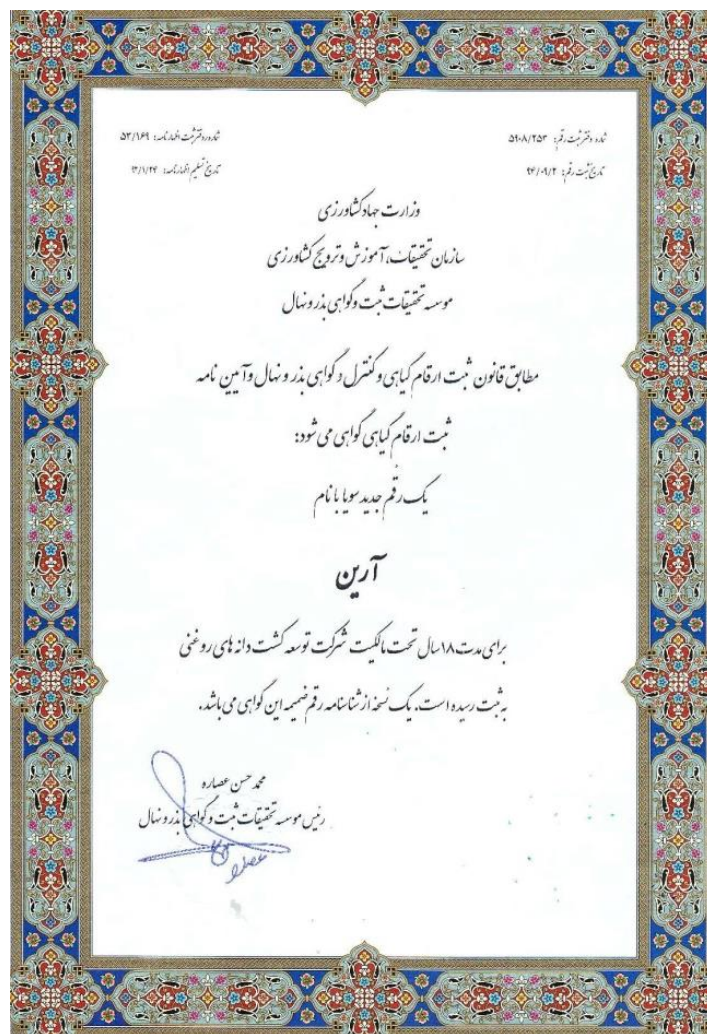 شماره دفتر ثبت رقم: ۵۹۰۸/۲۵۳
شماره دفتر ثبت اظهارنامه: ۵۳/۱۶۹
تاریخ ثبت رقم: ۹۴/۰۹/۲
تاریخ تسلیم اظهارنامه: ۹۳/۱/۲۴
وزارت جهاد کشاورزی
سازمان تحقیقات، آموزش و ترویج کشاورزی
موسسه تحقیقات ثبت و گواهی بذر و نهال
مطابق قانون ثبت ارقام گیاهی و کنترل و گواهی بذر و نهال و آیین نامه
ثبت ارقام گیاهی گواهی می شود:
یک رقم جدید سویا با نام
آرین
برای مدت ۱۸ سال تحت مالکیت شرکت توسعه کشت دانه های روغنی
به ثبت رسیده است. یک نسخه از شناسنامه رقم ضمیمه این گواهی می باشد.
محمد حسن عصاره
رئیس موسسه تحقیقات ثبت و گواهی بذر و نهال